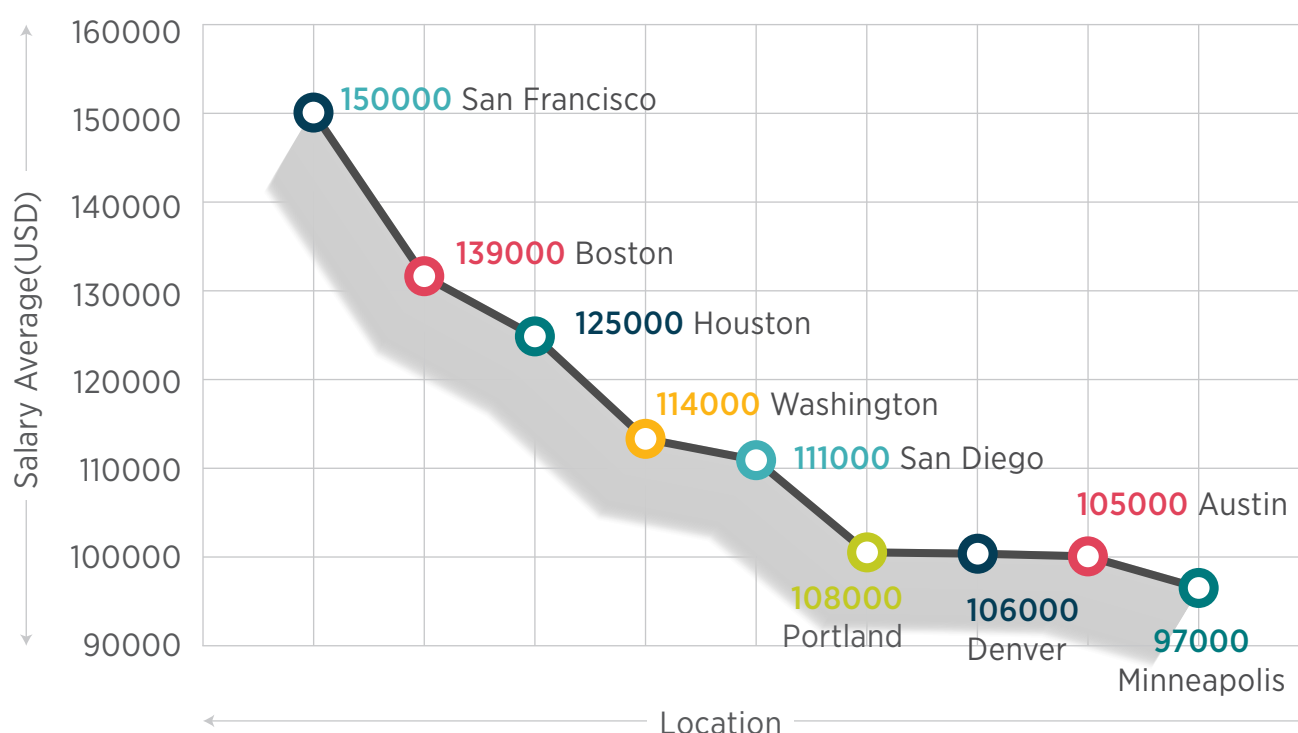 160000
150000
140000
130000
120000
110000
100000
90000
Salary Average(USD)
150000 San Francisco
139000 Boston
125000 Houston
114000 Washington
111000 San Diego
105000 Austin
108000
Portland
106000
Denver
97000
Minneapolis
Location